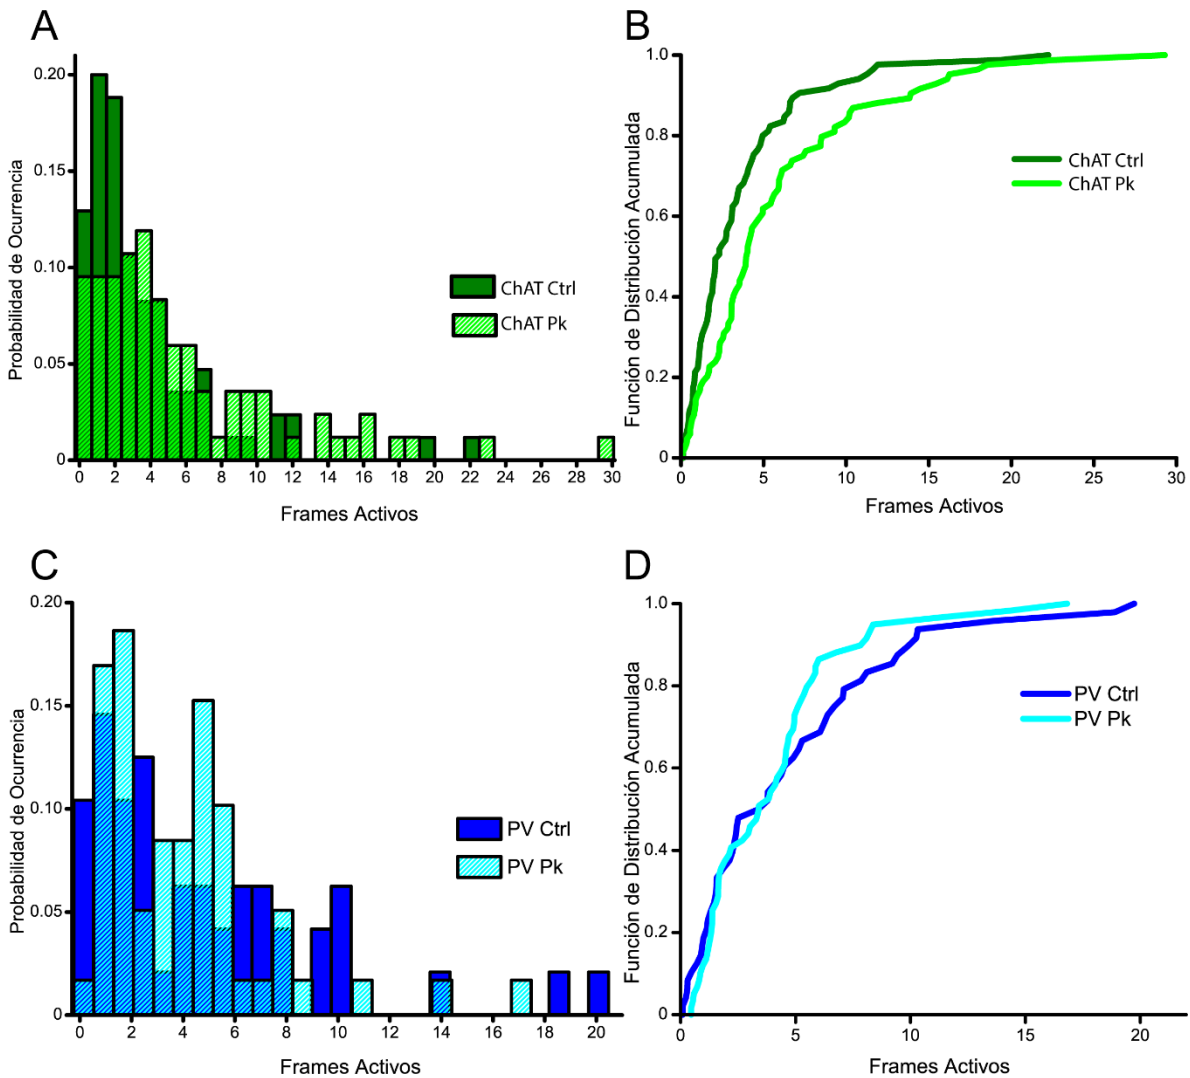 A
Probabilidad de Ocurrencia
0.20
0.15
0.10
0.05
0
0 2 4 6 8 10 12 14 16 18 20 22 24 26 28 30
Frames Activos
ChAT Ctrl
ChAT Pk
B
Función de Distribución Acumulada
1.0
0.8
0.6
0.4
0.2
0
0 5 10 15 20 25 30
Frames Activos
ChAT Ctrl
ChAT Pk
C
Probabilidad de Ocurrencia
0.20
0.15
0.10
0.05
0
0 2 4 6 8 10 12 14 16 18 20
Frames Activos
PV Ctrl
PV Pk
D
Función de Distribución Acumulada
1.0
0.8
0.6
0.4
0.2
0
0 5 10 15 20
Frames Activos
PV Ctrl
PV Pk